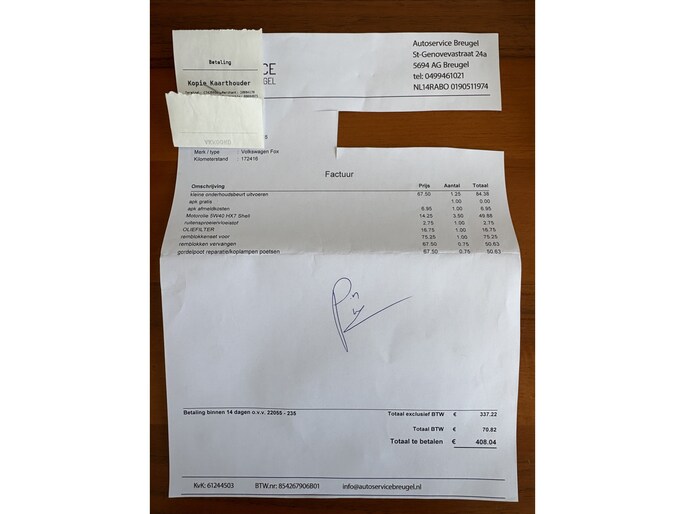 Betaling
Kopie Kaarthouder
CE
GEL
Autoservice Breugel
St-Genovevastraat 24a
5694 AG Breugel
tel: 0499461021
NL14RABO 0190511974
Merk / type Volkswagen Fox
Kilometerstand 172416
Factuur
Omschrijving Prijs Aantal Totaal
kleine onderhoudsbeurt uitvoeren 67.50 1.25 84.38
apk gratis 1.00 0.00
apk afmeldkosten 6.95 1.00 6.95
Motorolie 5W40 HX7 Shell 14.25 3.50 49.88
ruitensproeiervloeistof 2.75 1.00 2.75
OLIEFILTER 16.75 1.00 16.75
remblokkenset voor 75.25 1.00 75.25
remblokken vervangen 67.50 0.75 50.63
gordelpoot reparatie/koplampen poetsen 67.50 0.75 50.63
Pin
Betaling binnen 14 dagen o.v.v. 22055 - 235 Totaal exclusief BTW € 337.22
Totaal BTW € 70.82
Totaal te betalen € 408.04
KvK: 61244503 BTW.nr: 854267906B01 info@autoservicebreugel.nl